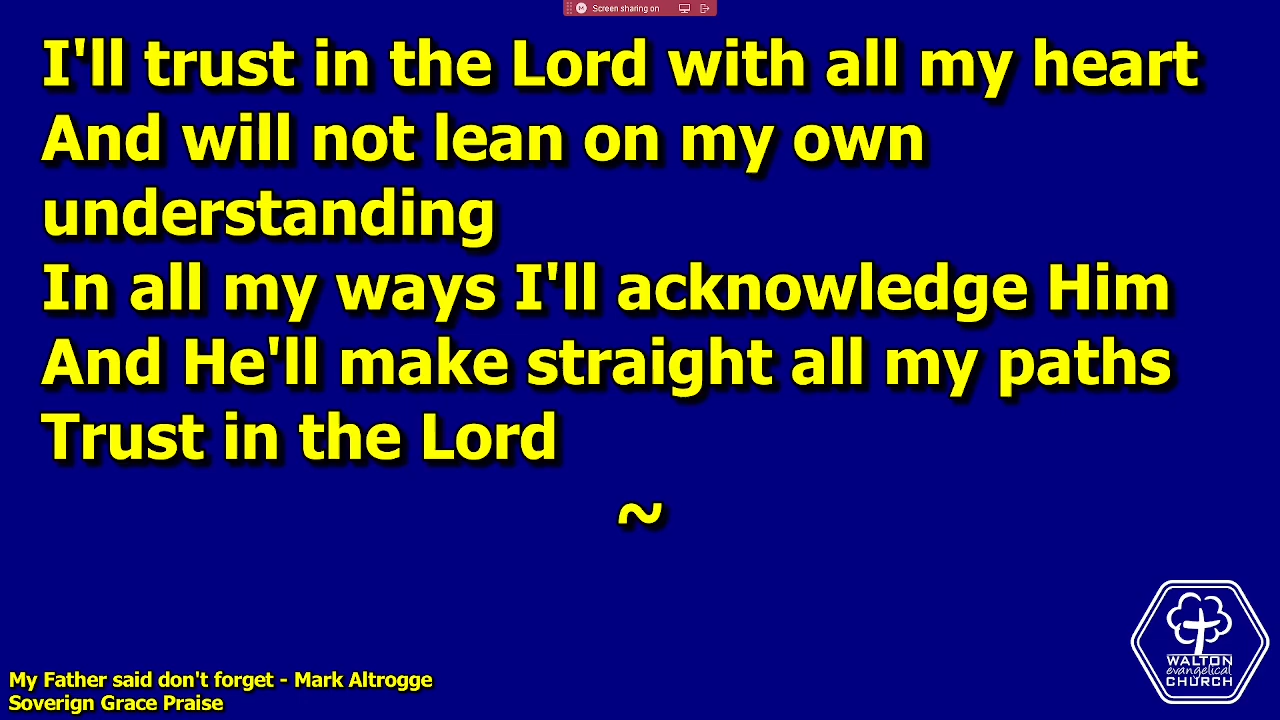 Screen sharing on
I'll trust in the Lord with all my heart
And will not lean on my own
understanding
In all my ways I'll acknowledge Him
And He'll make straight all my paths
Trust in the Lord
~
WALTON
evangelical
CHURCH
My Father said don't forget - Mark Altrogge
Soverign Grace Praise